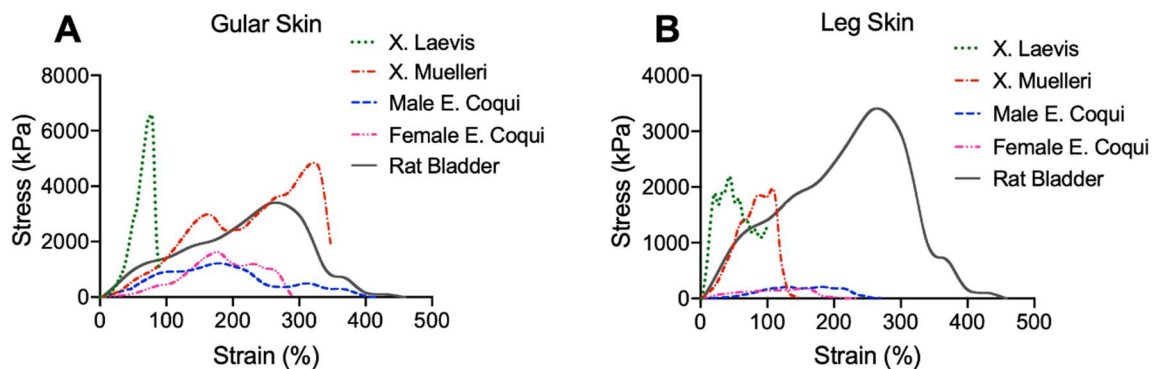 A
Gular Skin
X. Laevis
X. Muelleri
Male E. Coqui
Female E. Coqui
Rat Bladder
8000
6000
4000
2000
0
Stress (kPa)
0 100 200 300 400 500
Strain (%)
B
Leg Skin
X. Laevis
X. Muelleri
Male E. Coqui
Female E. Coqui
Rat Bladder
4000
3000
2000
1000
0
Stress (kPa)
0 100 200 300 400 500
Strain (%)